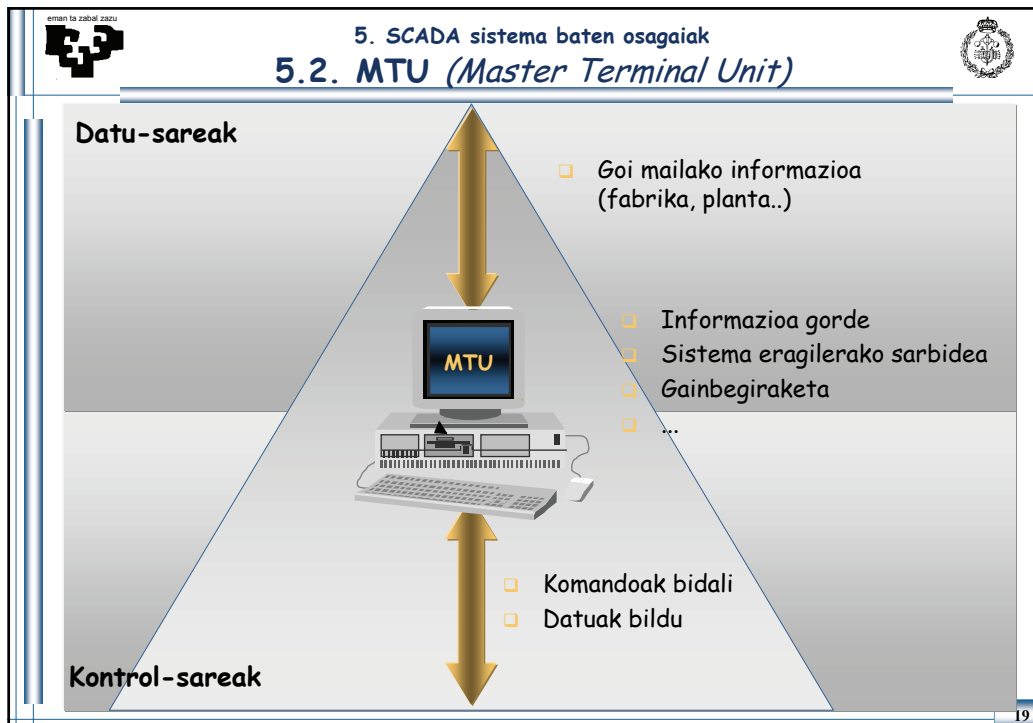 eman ta zabal zazu
5. SCADA sistema baten osagaiak
5.2. MTU (Master Terminal Unit)
Datu-sareak
Goi mailako informazioa
(fabrika, planta..)
Informazioa gorde
Sistema eragilerako sarbidea
Gainbegiraketa
...
MTU
Komandoak bidali
Datuak bildu
Kontrol-sareak
19